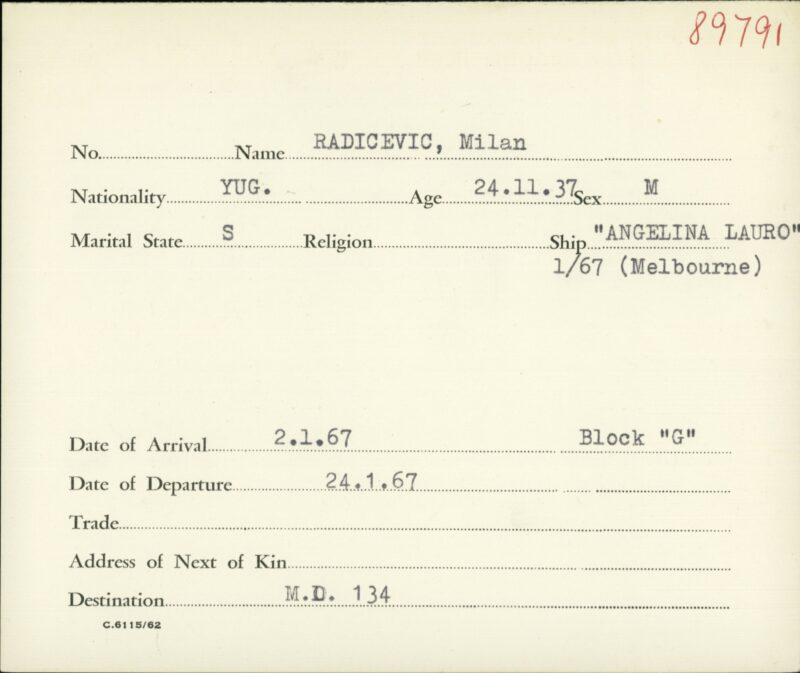 89791
No. Name RADICEVIC, Milan
Nationality YUG. Age 24.11.37 Sex M
Marital State S Religion Ship "ANGELINA LAURO"
1/67 (Melbourne)
Date of Arrival 2.1.67 Block "G"
Date of Departure 24.1.67
Trade
Address of Next of Kin
Destination M.D. 134
C.6115/62